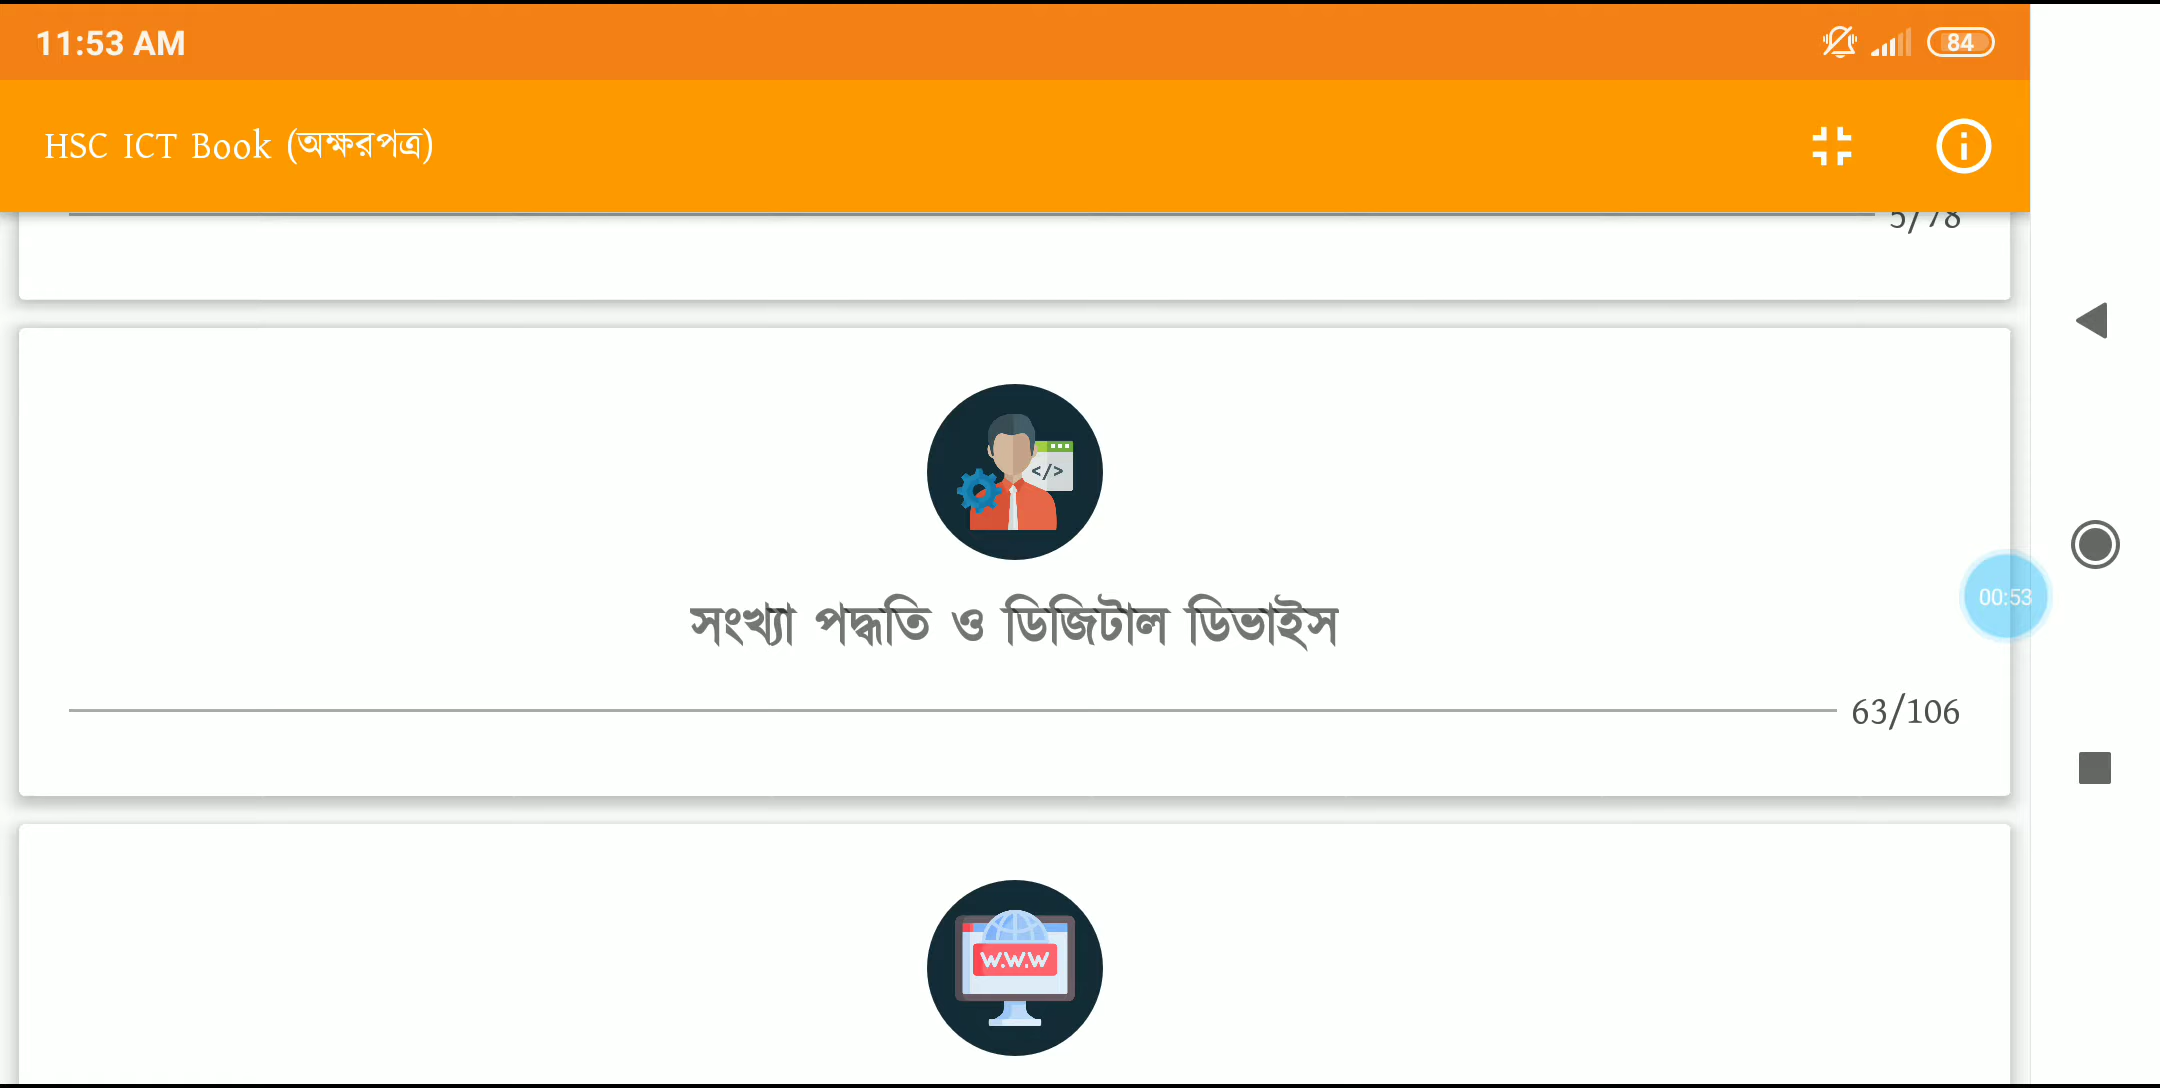 11:53 AM
84
HSC ICT Book (অক্ষরপত্র)
5/78
</>
সংখ্যা পদ্ধতি ও ডিজিটাল ডিভাইস
00:53
63/106
W.W.W